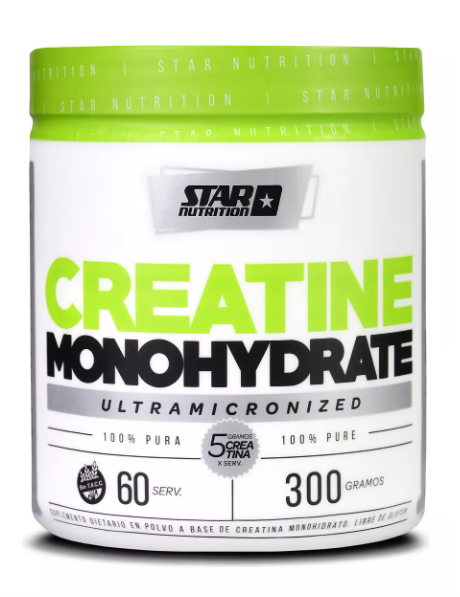 NUTRITION | STAR NUTRITION | ST
STAR NUTRITION | STAR NUTRITION
STAR NUTRITION
STAR
NUTRITION
CREATINE
MONOHYDRATE
ULTRAMICRONIZED
100% PURA
5 GRAMOS
CREA
TINA
X SERV.
100% PURE
Sin T.A.C.C.
60 SERV.
300 GRAMOS
SUPLEMENTO DIETARIO EN POLVO A BASE DE CREATINA MONOHIDRATO. LIBRE DE GLUTEN